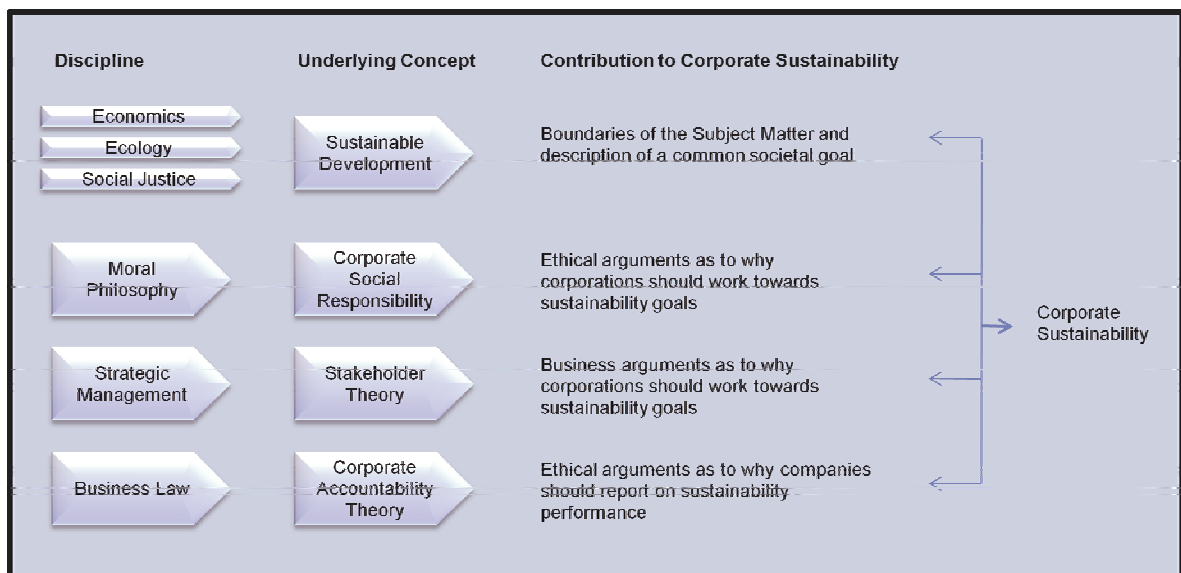 Discipline
Underlying Concept
Contribution to Corporate Sustainability
Economics
Ecology
Social Justice
Sustainable
Development
Boundaries of the Subject Matter and
description of a common societal goal
Moral
Philosophy
Corporate
Social
Responsibility
Ethical arguments as to why
corporations should work towards
sustainability goals
Strategic
Management
Stakeholder
Theory
Business arguments as to why
corporations should work towards
sustainability goals
Business Law
Corporate
Accountability
Theory
Ethical arguments as to why companies
should report on sustainability
performance
Corporate
Sustainability